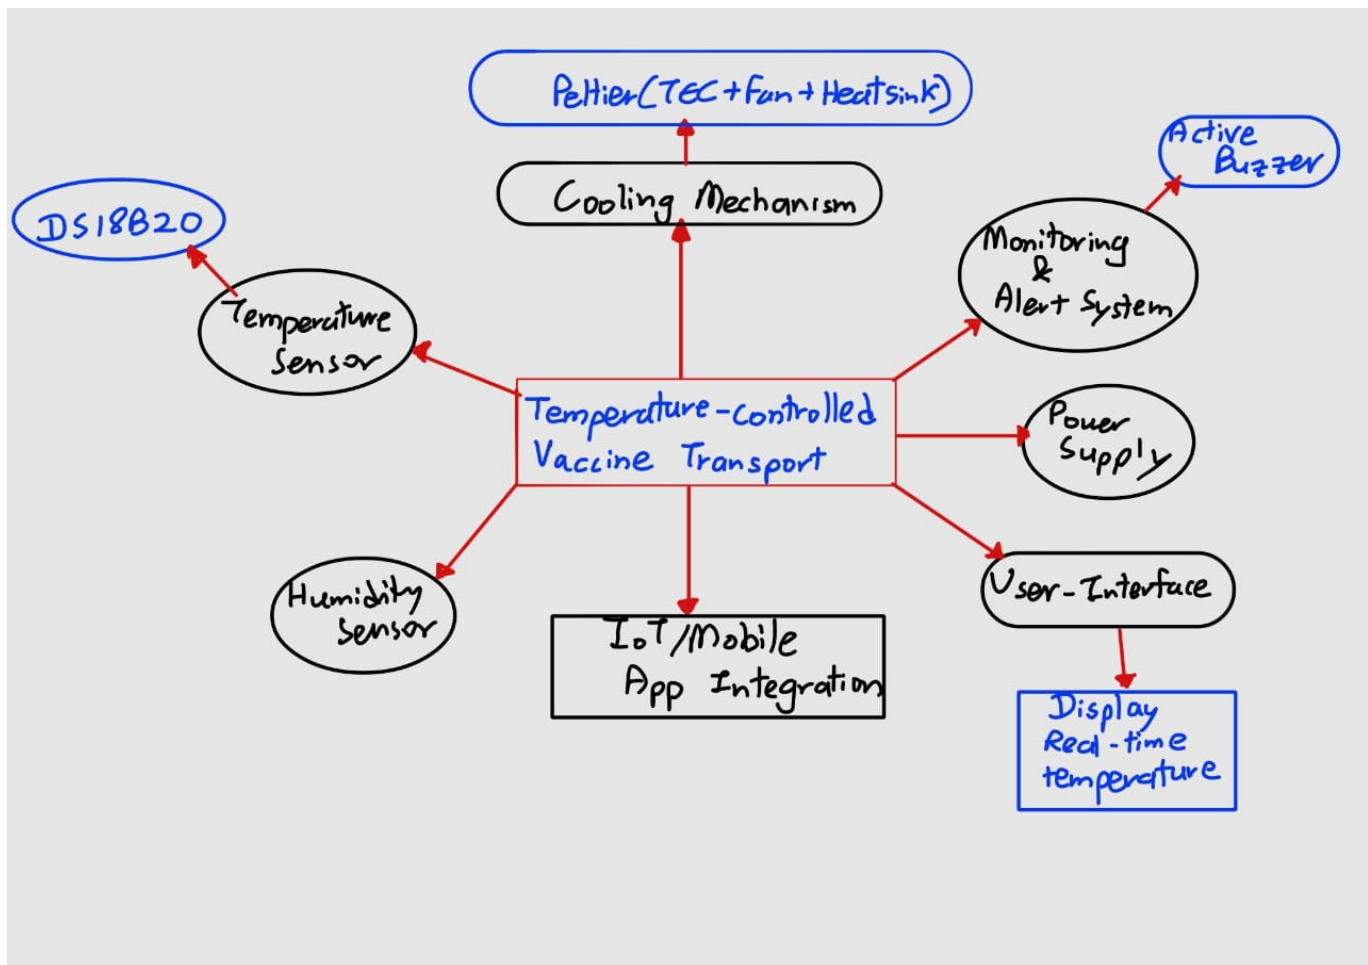 Peltier(TEC+Fan+Heatsink)
Active
Buzzer
Cooling Mechanism
DS18B20
Monitoring
&
Alert System
Temperature
Sensor
Temperature-controlled
Vaccine Transport
Power
Supply
Humidity
Sensor
User-Interface
IoT/Mobile
App Integration
Display
Real-time
temperature